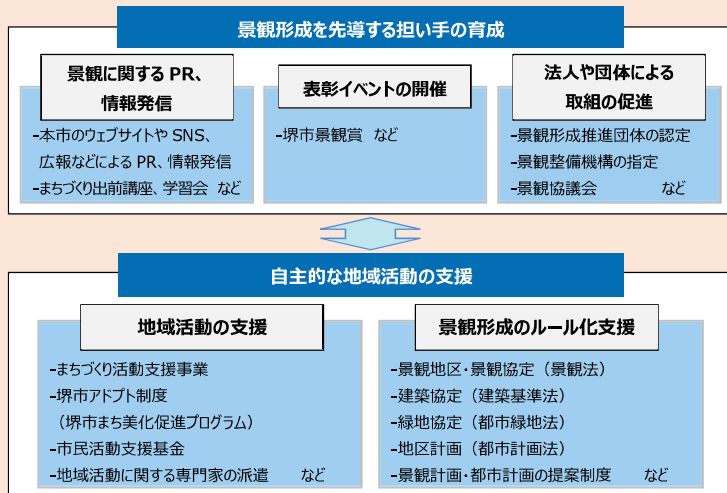 景観形成を先導する担い手の育成
景観に関する PR、
情報発信
-本市のウェブサイトや SNS、
広報などによる PR、情報発信
-まちづくり出前講座、学習会 など
表彰イベントの開催
-堺市景観賞 など
法人や団体による
取組の促進
-景観形成推進団体の認定
-景観整備機構の指定
-景観協議会 など
自主的な地域活動の支援
地域活動の支援
-まちづくり活動支援事業
-堺市アドプト制度
（堺市まち美化促進プログラム）
-市民活動支援基金
-地域活動に関する専門家の派遣 など
景観形成のルール化支援
-景観地区・景観協定（景観法）
-建築協定（建築基準法）
-緑地協定（都市緑地法）
-地区計画（都市計画法）
-景観計画・都市計画の提案制度 など